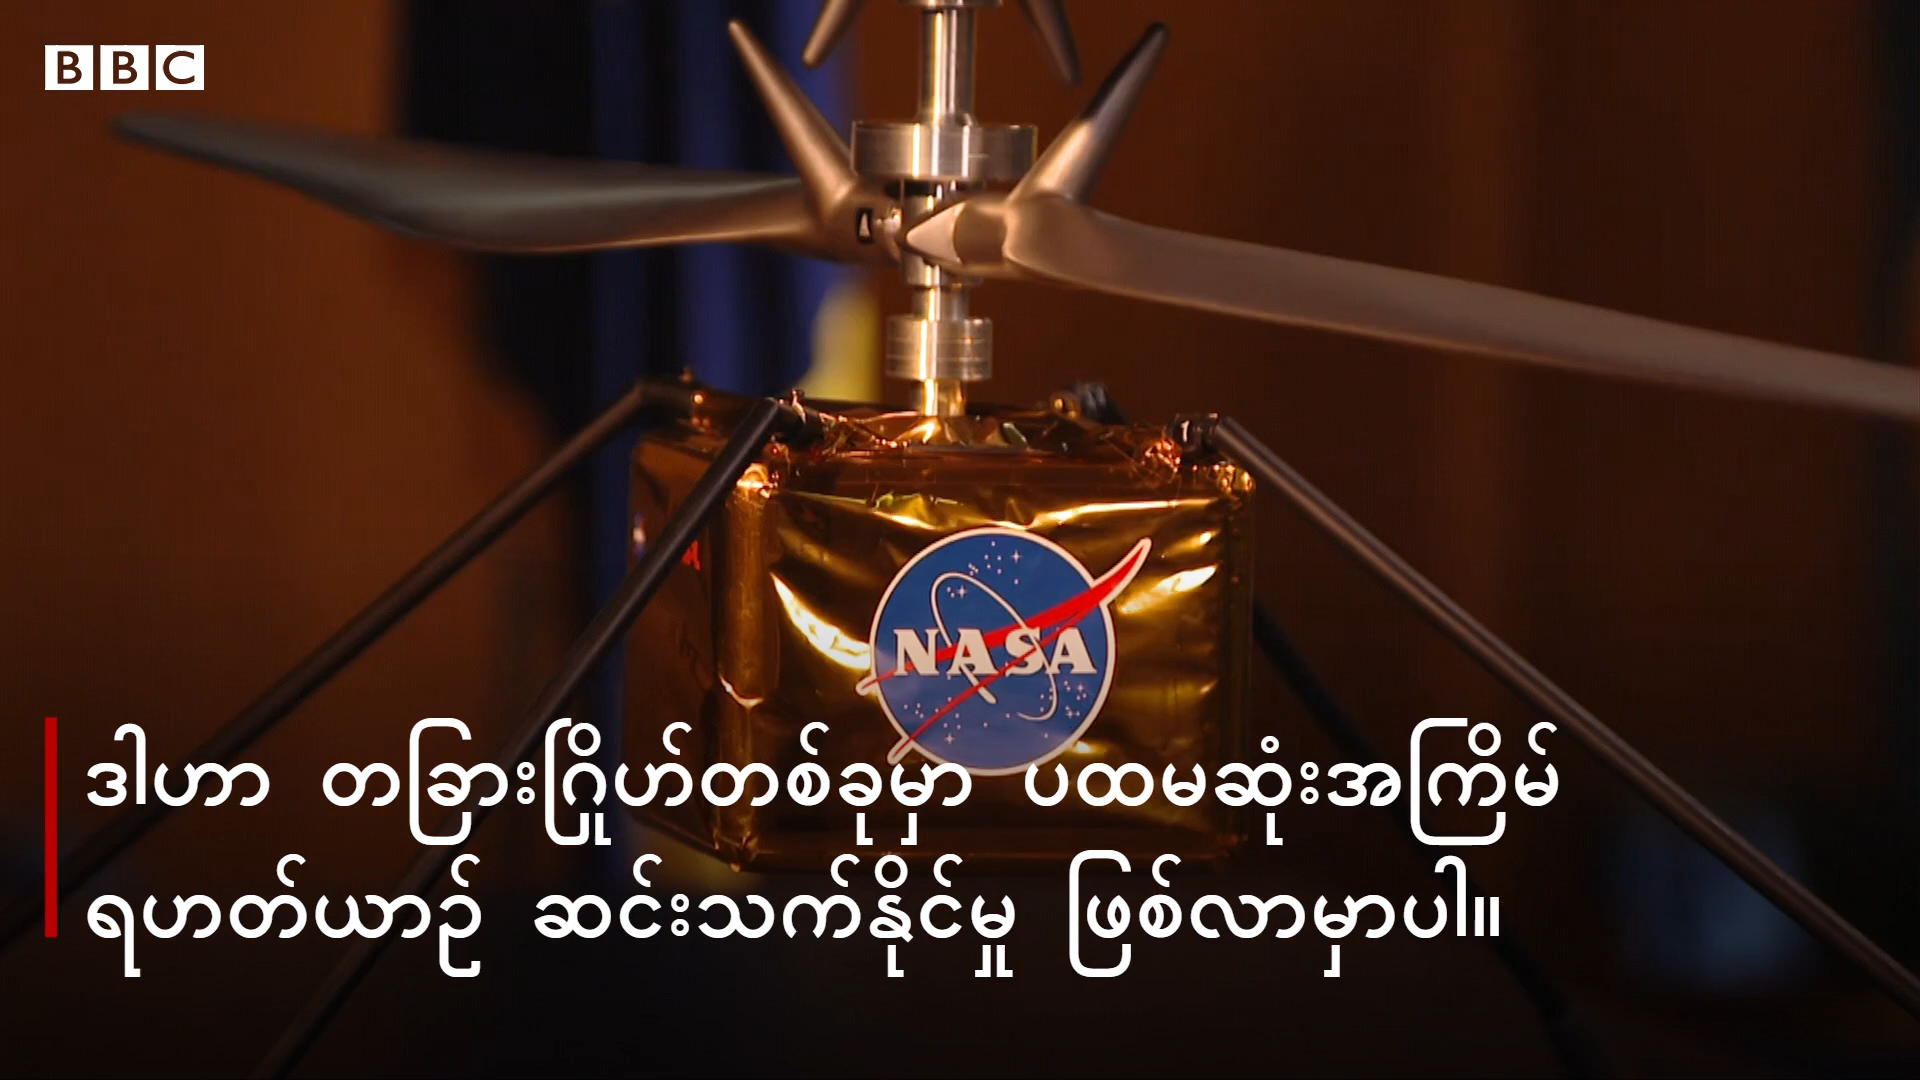 BBC
NASA
ဒါဟာ တခြားဂြိုဟ်တစ်ခုမှာ ပထမဆုံးအကြိမ်
ရဟတ်ယာဉ် ဆင်းသက်နိုင်မှု ဖြစ်လာမှာပါ။